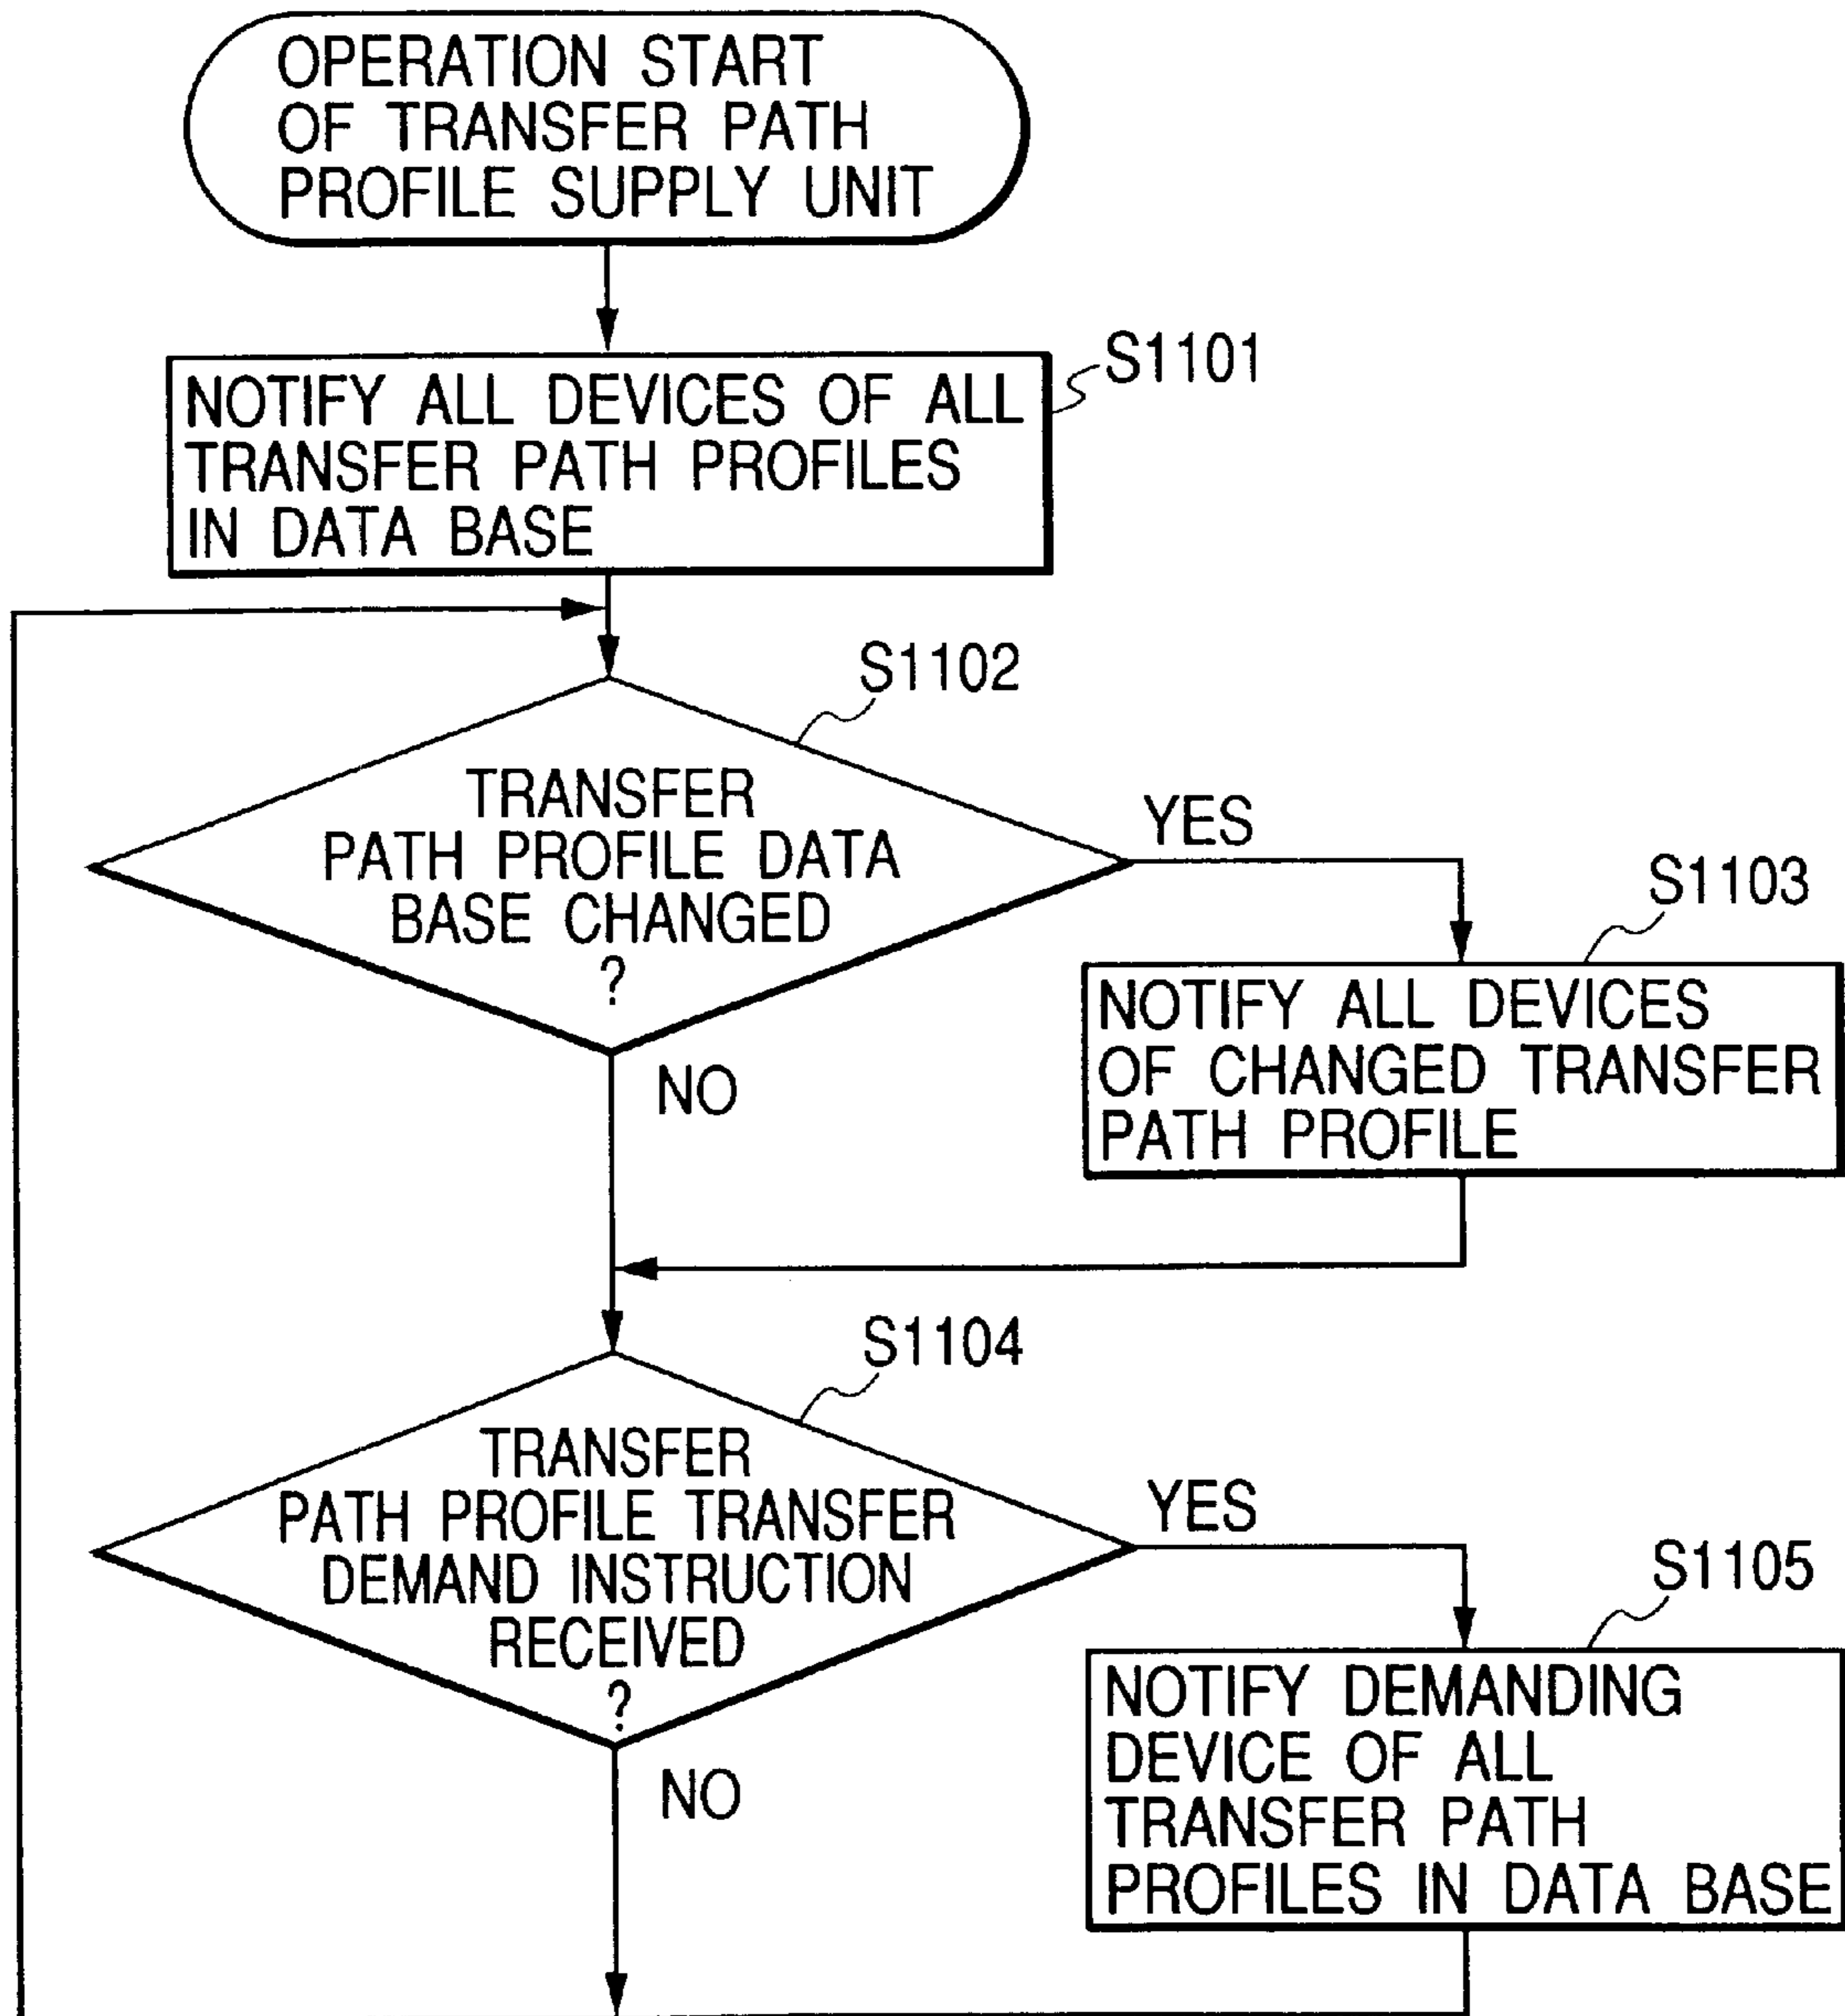 OPERATION START
OF TRANSFER PATH
PROFILE SUPPLY UNIT
S1101
NOTIFY ALL DEVICES OF ALL
TRANSFER PATH PROFILES
IN DATA BASE
S1102
TRANSFER
PATH PROFILE DATA
BASE CHANGED
?
YES
S1103
NOTIFY ALL DEVICES
OF CHANGED TRANSFER
PATH PROFILE
NO
S1104
TRANSFER
PATH PROFILE TRANSFER
DEMAND INSTRUCTION
RECEIVED
?
YES
S1105
NOTIFY DEMANDING
DEVICE OF ALL
TRANSFER PATH
PROFILES IN DATA BASE
NO